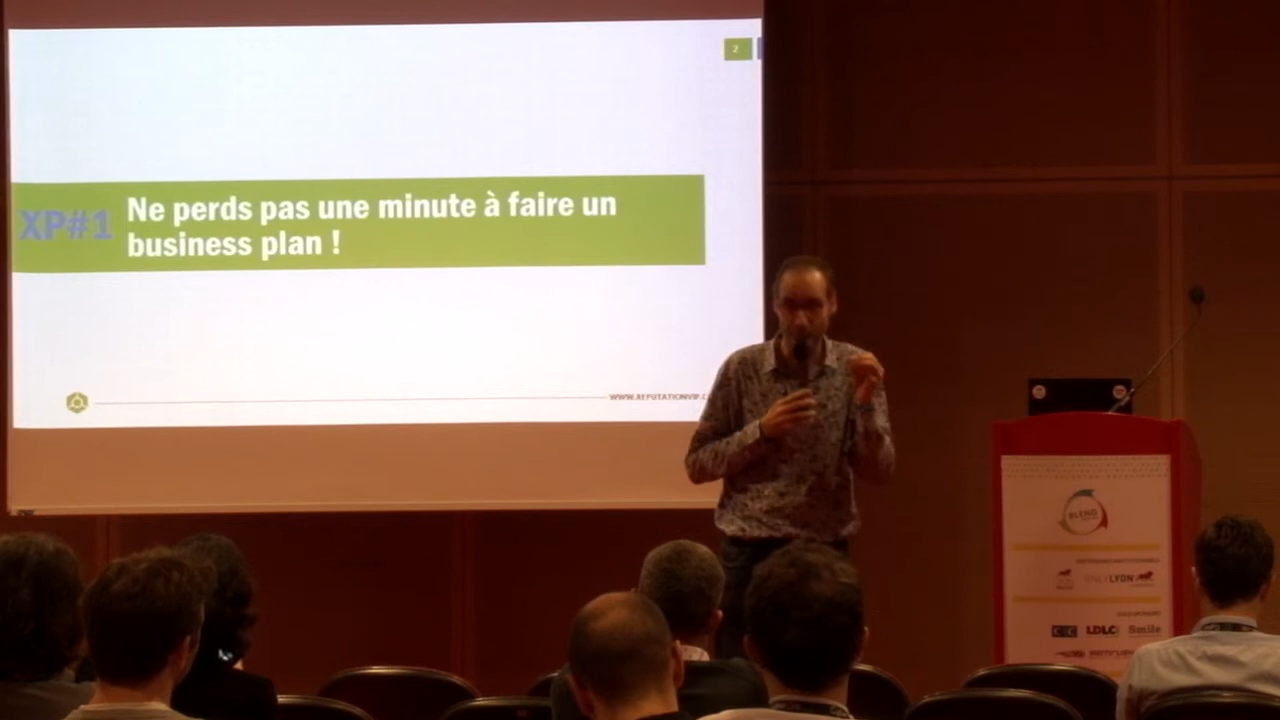 2
XP#1
Ne perds pas une minute à faire un
business plan !
WWW.REPUTATIONVIP.C
BLEND
ONLYLYON
CIC LDLC Smile